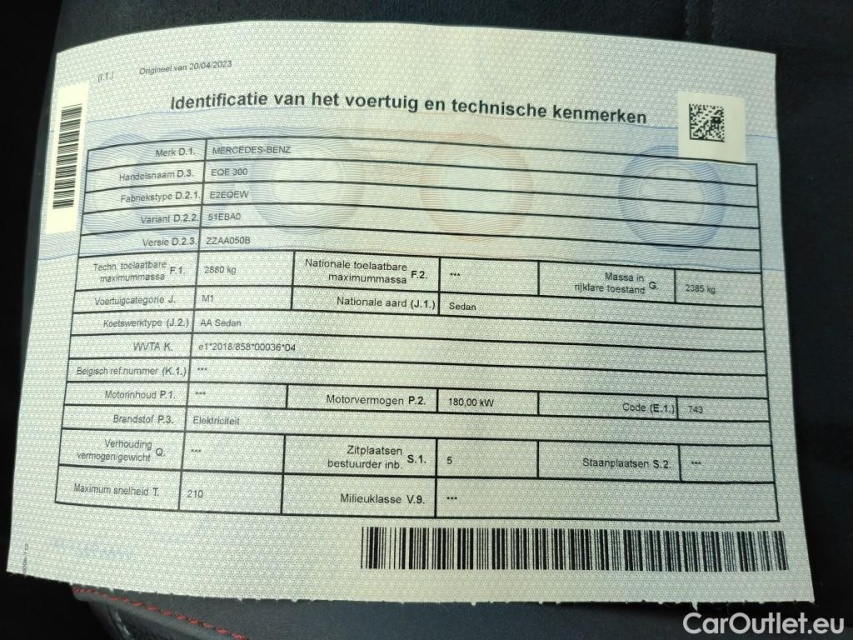 (I.T.) Origineel van 20/04/2023
Identificatie van het voertuig en technische kenmerken
Merk D.1. MERCEDES-BENZ
Handelsnaam D.3. EQE 300
Fabriekstype D.2.1. E2EQEW
Variant D.2.2. 51EBA0
Versie D.2.3. ZZAA050B
Techn. toelaatbare maximummassa F.1. 2880 kg Nationale toelaatbare maximummassa F.2. *** Massa in rijklare toestand G. 2385 kg
Voertuigcategorie J. M1 Nationale aard (J.1.) Sedan
Koetswerktype (J.2.) AA Sedan
WVTA K. e1*2018/858*00036*04
Belgisch ref.nummer (K.1.) ***
Motorinhoud P.1. *** Motorvermogen P.2. 180,00 kW Code (E.1.) 743
Brandstof P.3. Elektriciteit
Verhouding vermogen/gewicht Q. *** Zitplaatsen bestuurder inb. S.1. 5 Staanplaatsen S.2. ***
Maximum snelheid T. 210 Milieuklasse V.9. ***
CarOutlet.eu